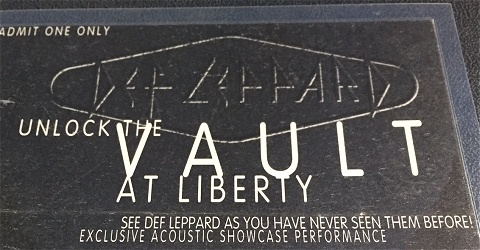 ADMIT ONE ONLY
DEF LEPPARD
UNLOCK THE
VAULT
AT LIBERTY
SEE DEF LEPPARD AS YOU HAVE NEVER SEEN THEM BEFORE!
EXCLUSIVE ACOUSTIC SHOWCASE PERFORMANCE